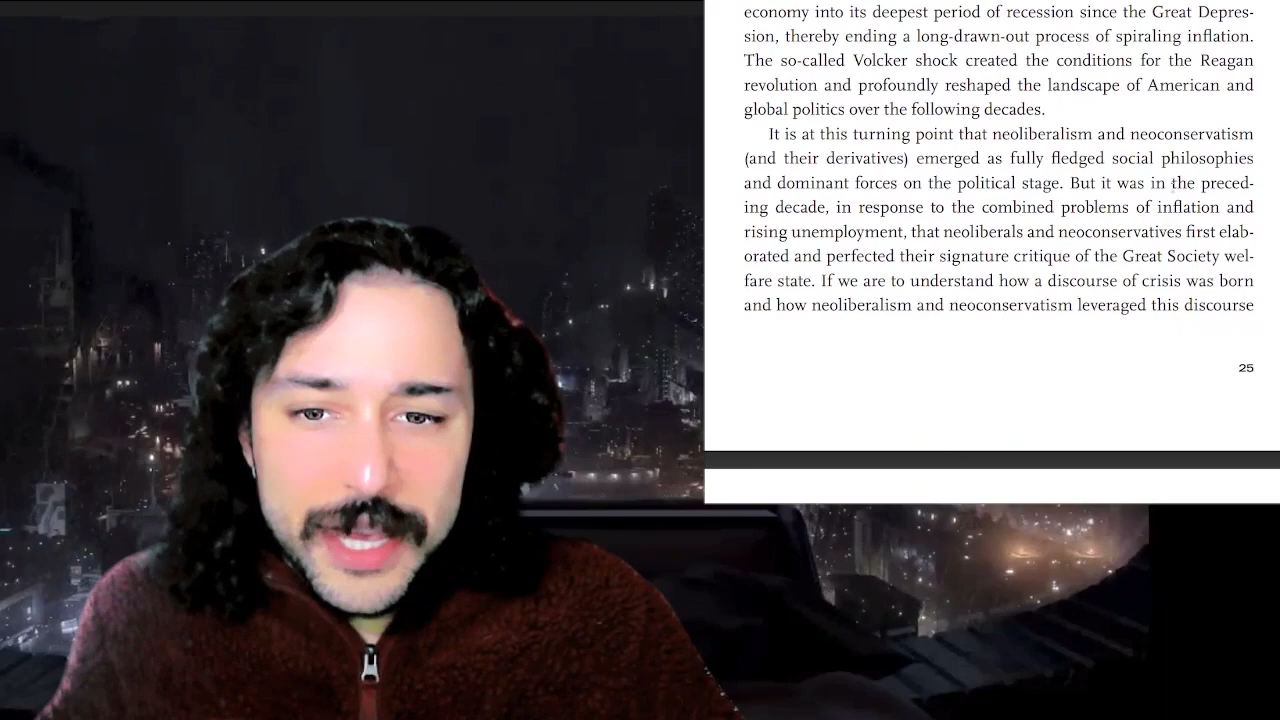 economy into its deepest period of recession since the Great Depres-
sion, thereby ending a long-drawn-out process of spiraling inflation.
The so-called Volcker shock created the conditions for the Reagan
revolution and profoundly reshaped the landscape of American and
global politics over the following decades.
It is at this turning point that neoliberalism and neoconservatism
(and their derivatives) emerged as fully fledged social philosophies
and dominant forces on the political stage. But it was in the preced-
ing decade, in response to the combined problems of inflation and
rising unemployment, that neoliberals and neoconservatives first elab-
orated and perfected their signature critique of the Great Society wel-
fare state. If we are to understand how a discourse of crisis was born
and how neoliberalism and neoconservatism leveraged this discourse
25